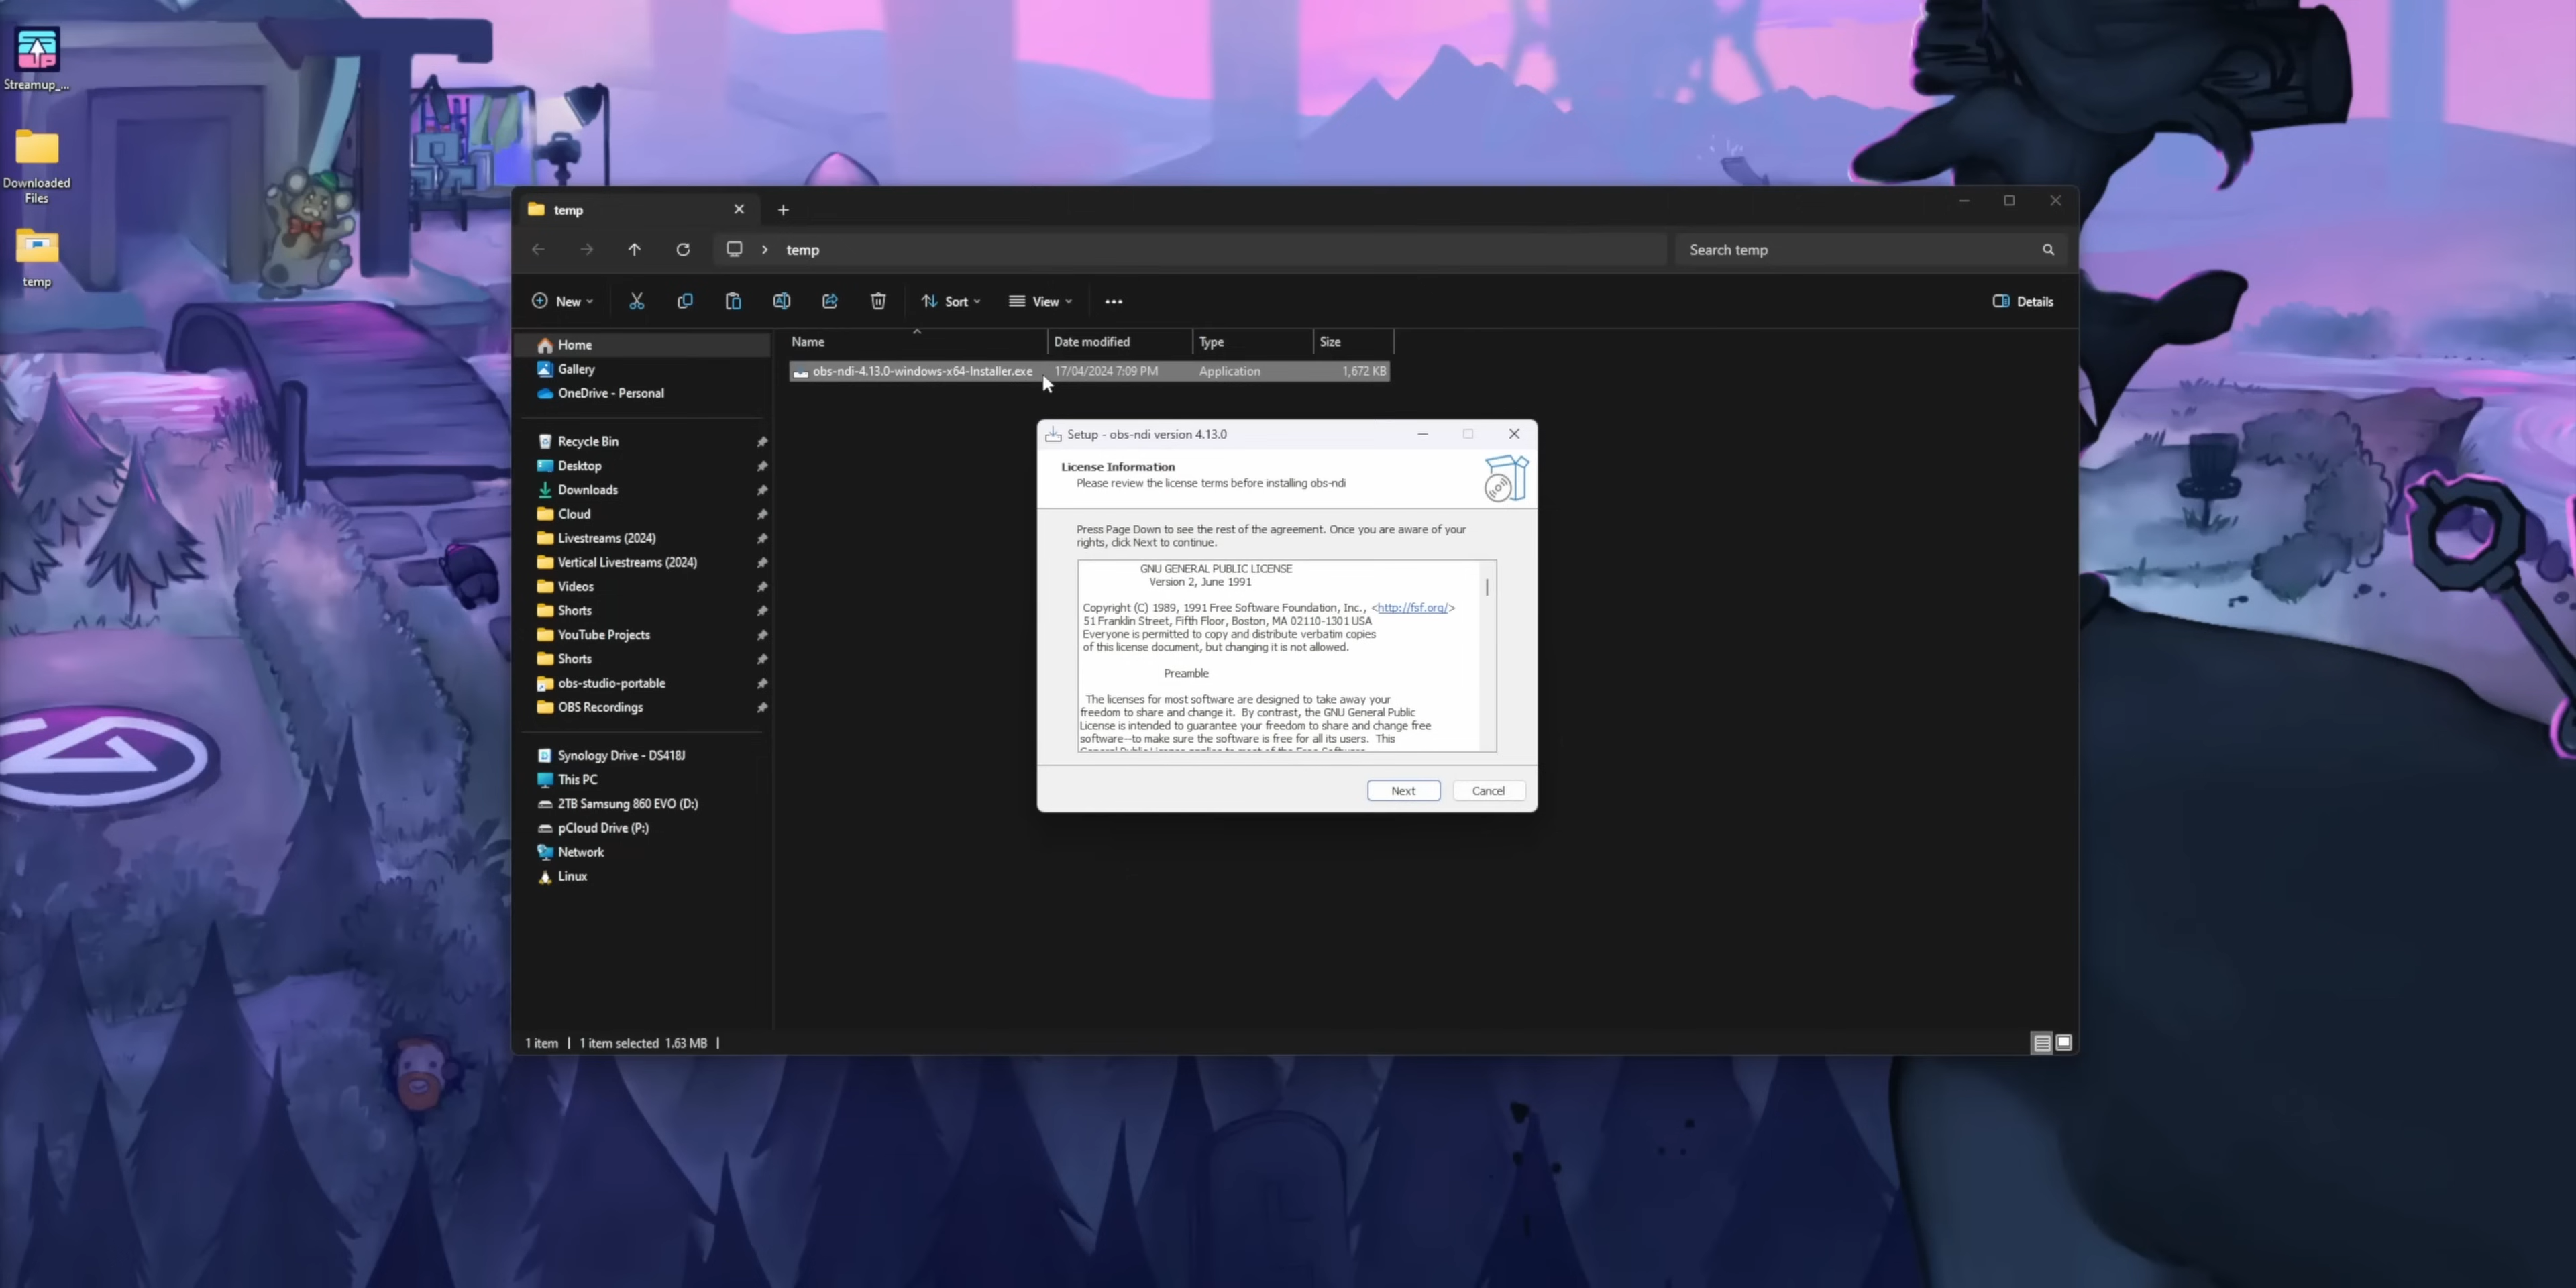 Streamup_...
Downloaded
Files
temp
temp
temp
Search temp
New
Sort
View
Details
Name
Date modified
Type
Size
obs-ndi-4.13.0-windows-x64-Installer.exe
17/04/2024 7:09 PM
Application
1,672 KB
Home
Gallery
OneDrive - Personal
Recycle Bin
Desktop
Downloads
Cloud
Livestreams (2024)
Vertical Livestreams (2024)
Videos
Shorts
YouTube Projects
Shorts
obs-studio-portable
OBS Recordings
Synology Drive - DS418J
This PC
2TB Samsung 860 EVO (D:)
pCloud Drive (P:)
Network
Linux
Setup - obs-ndi version 4.13.0
License Information
Please review the license terms before installing obs-ndi
Press Page Down to see the rest of the agreement. Once you are aware of your
rights, click Next to continue.
GNU GENERAL PUBLIC LICENSE
Version 2, June 1991
Copyright (C) 1989, 1991 Free Software Foundation, Inc., <http://fsf.org/>
51 Franklin Street, Fifth Floor, Boston, MA 02110-1301 USA
Everyone is permitted to copy and distribute verbatim copies
of this license document, but changing it is not allowed.
Preamble
The licenses for most software are designed to take away your
freedom to share and change it. By contrast, the GNU General Public
License is intended to guarantee your freedom to share and change free
software--to make sure the software is free for all its users. This
Next
Cancel
1 item
1 item selected 1.63 MB